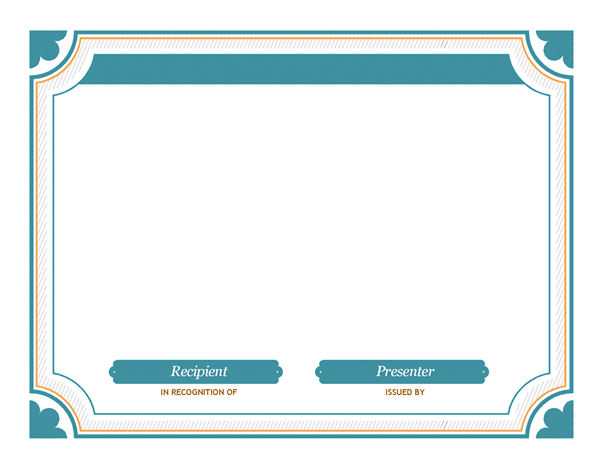 Recipient Presenter
IN RECOGNITION OF ISSUED BY